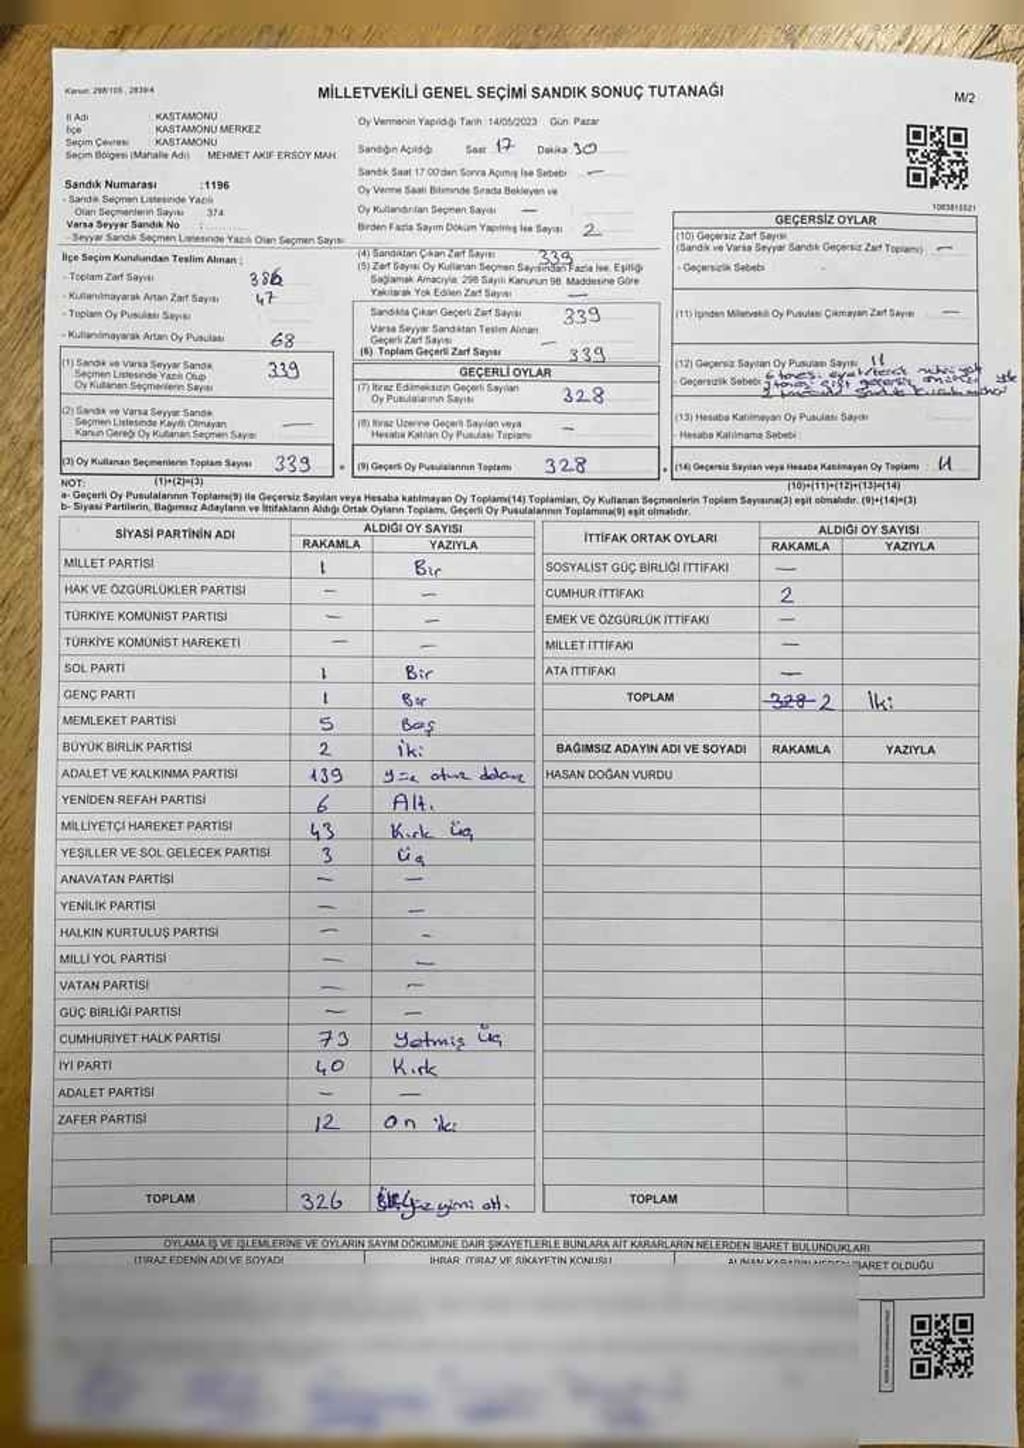 Kanun: 298/105 , 2839/4
MİLLETVEKİLİ GENEL SEÇİMİ SANDIK SONUÇ TUTANAĞI
M/2
İl Adı KASTAMONU
İlçe KASTAMONU MERKEZ
Seçim Çevresi KASTAMONU
Seçim Bölgesi (Mahalle Adı) MEHMET AKİF ERSOY MAH.
Sandık Numarası :1196
- Sandık Seçmen Listesinde Yazılı
Olan Seçmenlerin Sayısı 374
Varsa Seyyar Sandık No :
- Seyyar Sandık Seçmen Listesinde Yazılı Olan Seçmen Sayısı:
Oy Vermenin Yapıldığı Tarih :14/05/2023 Gün: Pazar
Sandığın Açıldığı Saat 17 Dakika 30
Sandık Saat 17.00'den Sonra Açılmış İse Sebebi —
Oy Verme Saati Bitiminde Sırada Bekleyen ve
Oy Kullandırılan Seçmen Sayısı —
Birden Fazla Sayım Döküm Yapılmış İse Sayısı 2
1083815521
İlçe Seçim Kurulundan Teslim Alınan :
- Toplam Zarf Sayısı 386
- Kullanılmayarak Artan Zarf Sayısı 47
- Toplam Oy Pusulası Sayısı
- Kullanılmayarak Artan Oy Pusulası 68
(1) Sandık ve Varsa Seyyar Sandık
Seçmen Listesinde Yazılı Olup
Oy Kullanan Seçmenlerin Sayısı 339
(2) Sandık ve Varsa Seyyar Sandık
Seçmen Listesinde Kayıtlı Olmayan
Kanun Gereği Oy Kullanan Seçmen Sayısı —
(3) Oy Kullanan Seçmenlerin Toplam Sayısı 339
(4) Sandıktan Çıkan Zarf Sayısı 339
(5) Zarf Sayısı Oy Kullanan Seçmen Sayısından Fazla İse, Eşitliği
Sağlamak Amacıyla, 298 Sayılı Kanunun 98. Maddesine Göre
Yakılarak Yok Edilen Zarf Sayısı —
Sandıkta Çıkan Geçerli Zarf Sayısı 339
Varsa Seyyar Sandıktan Teslim Alınan
Geçerli Zarf Sayısı —
(6) Toplam Geçerli Zarf Sayısı 339
GEÇERLİ OYLAR
(7) İtiraz Edilmeksizin Geçerli Sayılan
Oy Pusulalarının Sayısı 328
(8) İtiraz Üzerine Geçerli Sayılan veya
Hesaba Katılan Oy Pusulası Toplamı —
(9) Geçerli Oy Pusulalarının Toplamı 328
GEÇERSİZ OYLAR
(10) Geçersiz Zarf Sayısı
(Sandık ve Varsa Seyyar Sandık Geçersiz Zarf Toplamı) —
- Geçersizlik Sebebi :
(11) İçinden Milletvekili Oy Pusulası Çıkmayan Zarf Sayısı —
(12) Geçersiz Sayılan Oy Pusulası Sayısı 11
- Geçersizlik Sebebi:
(13) Hesaba Katılmayan Oy Pusulası Sayısı
- Hesaba Katılmama Sebebi :
(14) Geçersiz Sayılan veya Hesaba Katılmayan Oy Toplamı : 11
NOT: (1)+(2)=(3)
(10)+(11)+(12)+(13)=(14)
a- Geçerli Oy Pusulalarının Toplamı(9) ile Geçersiz Sayılan veya Hesaba katılmayan Oy Toplamı(14) Toplamları, Oy Kullanan Seçmenlerin Toplam Sayısına(3) eşit olmalıdır. (9)+(14)=(3)
b- Siyasi Partilerin, Bağımsız Adayların ve İttifakların Aldığı Ortak Oyların Toplamı, Geçerli Oy Pusulalarının Toplamına(9) eşit olmalıdır.
SİYASİ PARTİNİN ADI ALDIĞI OY SAYISI
RAKAMLA YAZIYLA
MİLLET PARTİSİ 1 Bir
HAK VE ÖZGÜRLÜKLER PARTİSİ — —
TÜRKİYE KOMÜNİST PARTİSİ — —
TÜRKİYE KOMÜNİST HAREKETİ — —
SOL PARTİ 1 Bir
GENÇ PARTİ 1 Bir
MEMLEKET PARTİSİ 5 Beş
BÜYÜK BİRLİK PARTİSİ 2 iki
ADALET VE KALKINMA PARTİSİ 139 yüz otuz dokuz
YENİDEN REFAH PARTİSİ 6 Altı
MİLLİYETÇİ HAREKET PARTİSİ 43 Kırk üç
YEŞİLLER VE SOL GELECEK PARTİSİ 3 üç
ANAVATAN PARTİSİ — —
YENİLİK PARTİSİ — —
HALKIN KURTULUŞ PARTİSİ — —
MİLLİ YOL PARTİSİ — —
VATAN PARTİSİ — —
GÜÇ BİRLİĞİ PARTİSİ — —
CUMHURİYET HALK PARTİSİ 73 Yetmiş üç
İYİ PARTİ 40 Kırk
ADALET PARTİSİ — —
ZAFER PARTİSİ 12 on iki
TOPLAM 326 üçyüz yirmi altı
İTTİFAK ORTAK OYLARI ALDIĞI OY SAYISI
RAKAMLA YAZIYLA
SOSYALİST GÜÇ BİRLİĞİ İTTİFAKI —
CUMHUR İTTİFAKI 2
EMEK VE ÖZGÜRLÜK İTTİFAKI —
MİLLET İTTİFAKI —
ATA İTTİFAKI —
TOPLAM 328 2 İki
BAĞIMSIZ ADAYIN ADI VE SOYADI RAKAMLA YAZIYLA
HASAN DOĞAN VURDU
TOPLAM
OYLAMA İŞ VE İŞLEMLERİNE VE OYLARIN SAYIM DÖKÜMÜNE DAİR ŞİKAYETLERLE BUNLARA AİT KARARLARIN NELERDEN İBARET BULUNDUKLARI
İTİRAZ EDENİN ADI VE SOYADI İHBAR, İTİRAZ VE ŞİKAYETİN KONUSU ALINAN KARARIN NEDEN İBARET OLDUĞU